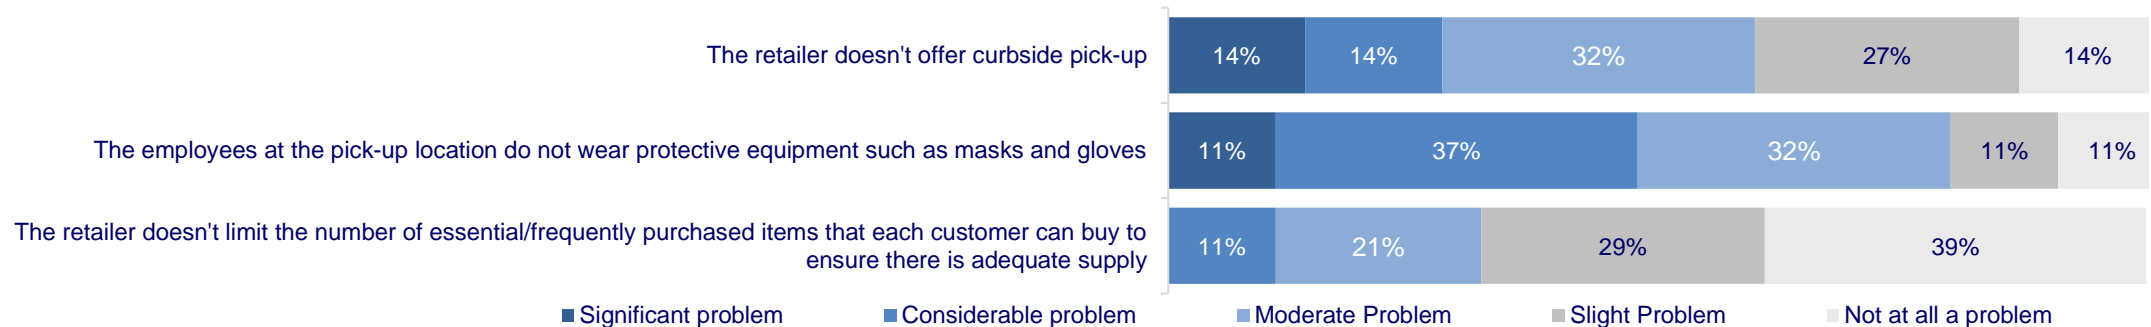 The retailer doesn't offer curbside pick-up
14% 14% 32% 27% 14%
The employees at the pick-up location do not wear protective equipment such as masks and gloves
11% 37% 32% 11% 11%
The retailer doesn't limit the number of essential/frequently purchased items that each customer can buy to
ensure there is adequate supply
11% 21% 29% 39%
Significant problem Considerable problem Moderate Problem Slight Problem Not at all a problem